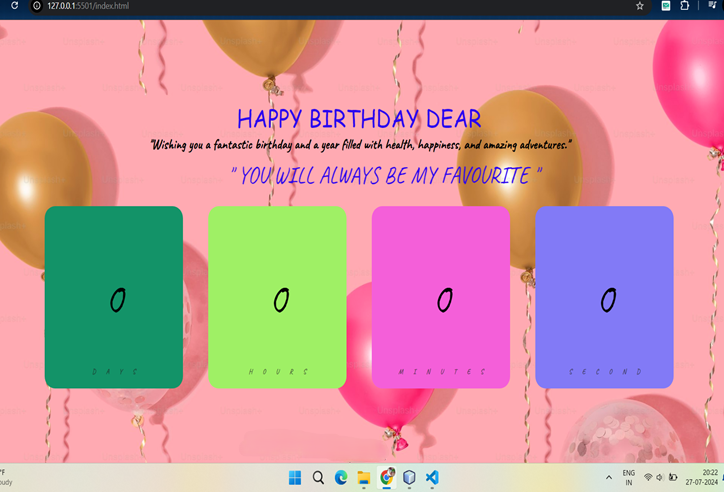 127.0.0.1:5501/index.html
HAPPY BIRTHDAY DEAR
"Wishing you a fantastic birthday and a year filled with health, happiness, and amazing adventures."
" YOU WILL ALWAYS BE MY FAVOURITE "
0 0 0 0
DAYS HOURS MINUTES SECOND
ENG 20:22
IN 27-07-2024